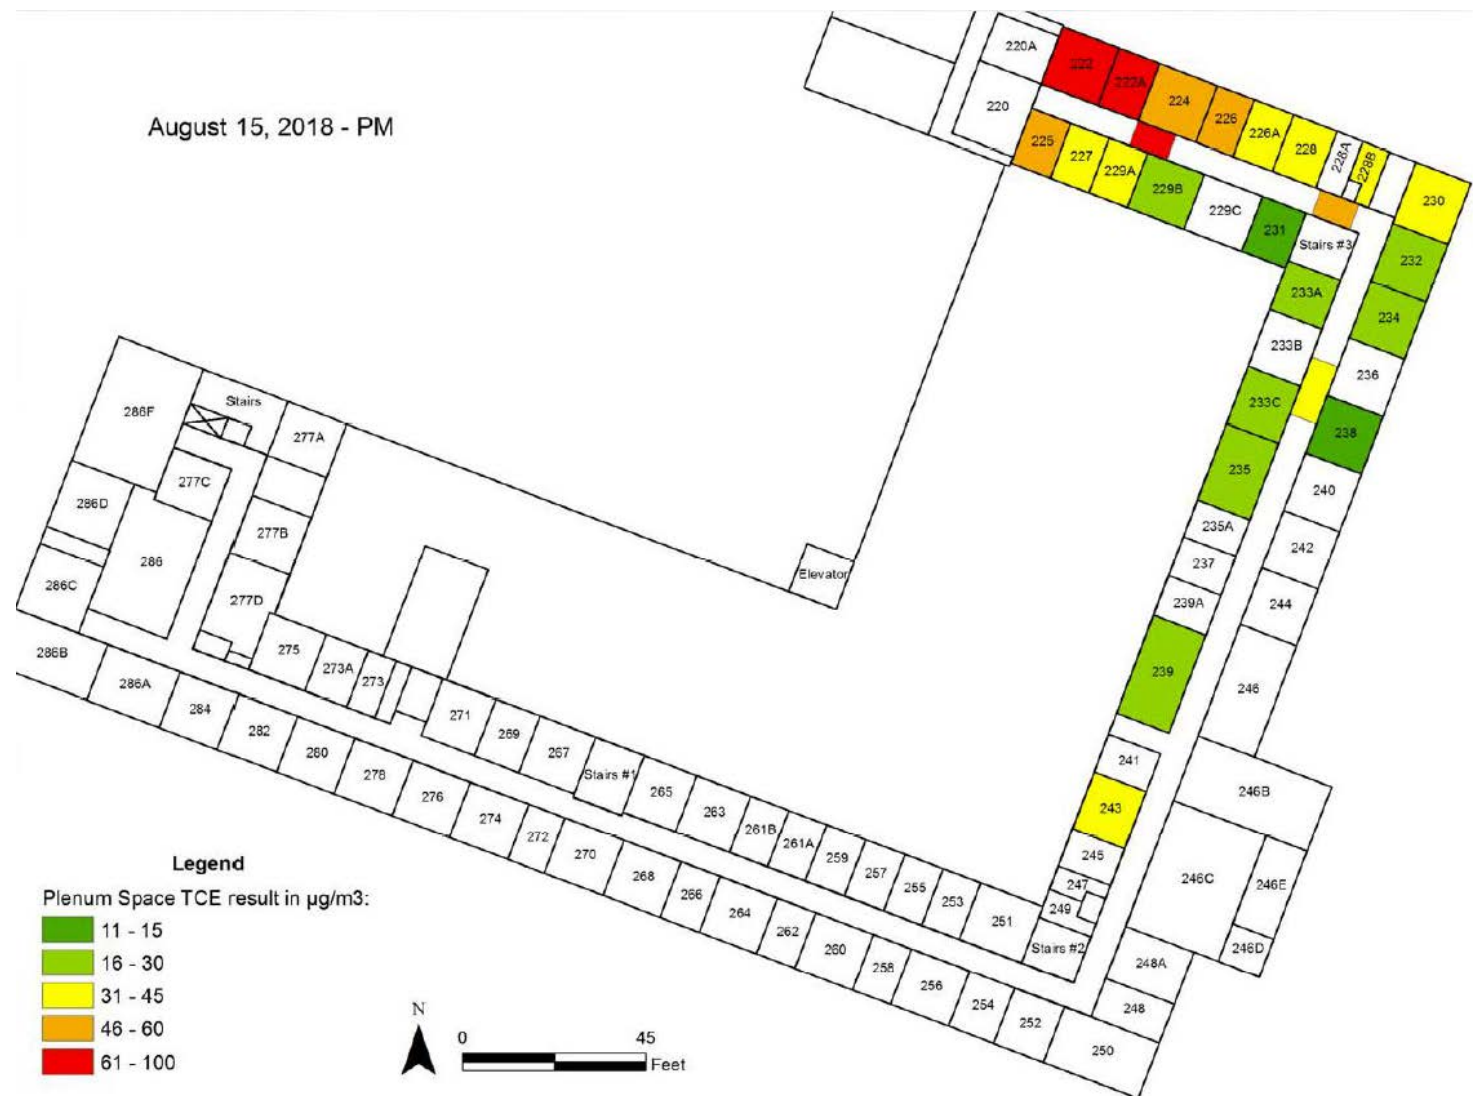 August 15, 2018 - PM
220A
222
222A
220
224
226
226A
228
228A
228B
230
225
227
229A
229B
229C
231
Stairs #3
232
233A
234
233B
236
233C
238
235
240
235A
242
237
239A
244
239
246
241
246B
243
245
247
249
246C
246E
Stairs #2
246D
248A
248
286F
Stairs
277A
277C
286D
277B
286
286C
277D
Elevator
286B
275
273A
273
286A
284
282
271
269
267
280
278
Stairs #1
265
276
263
274
261B
261A
272
259
270
257
255
268
253
266
251
264
262
260
258
256
254
252
250
Legend
Plenum Space TCE result in µg/m3:
11 - 15
16 - 30
31 - 45
46 - 60
61 - 100
N
0 45
Feet